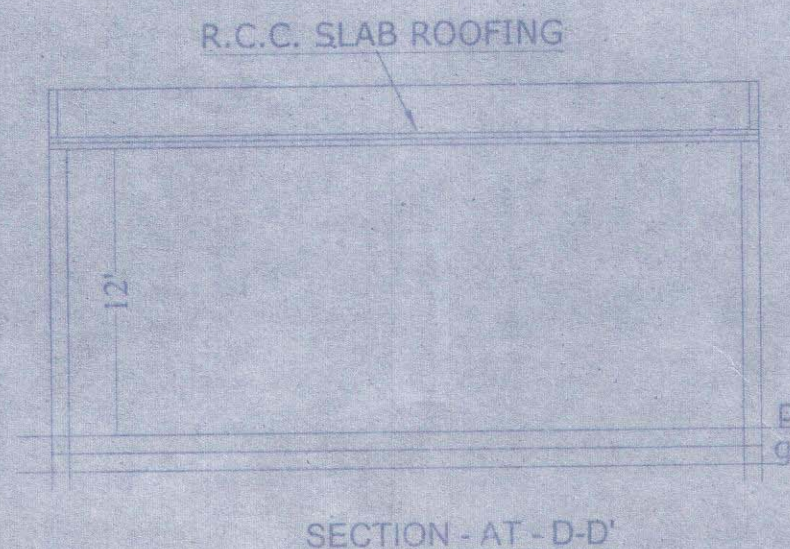 R.C.C. SLAB ROOFING
12'
SECTION - AT - D-D'